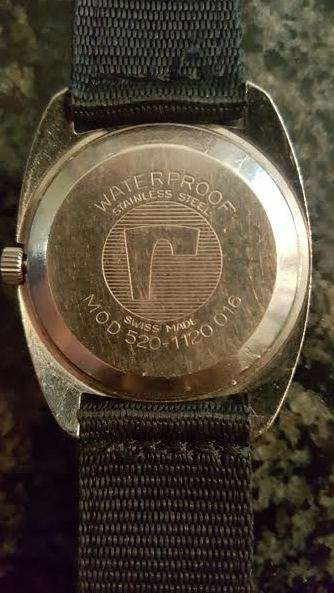 WATERPROOF
STAINLESS STEEL
SWISS MADE
MOD 520-1120 016